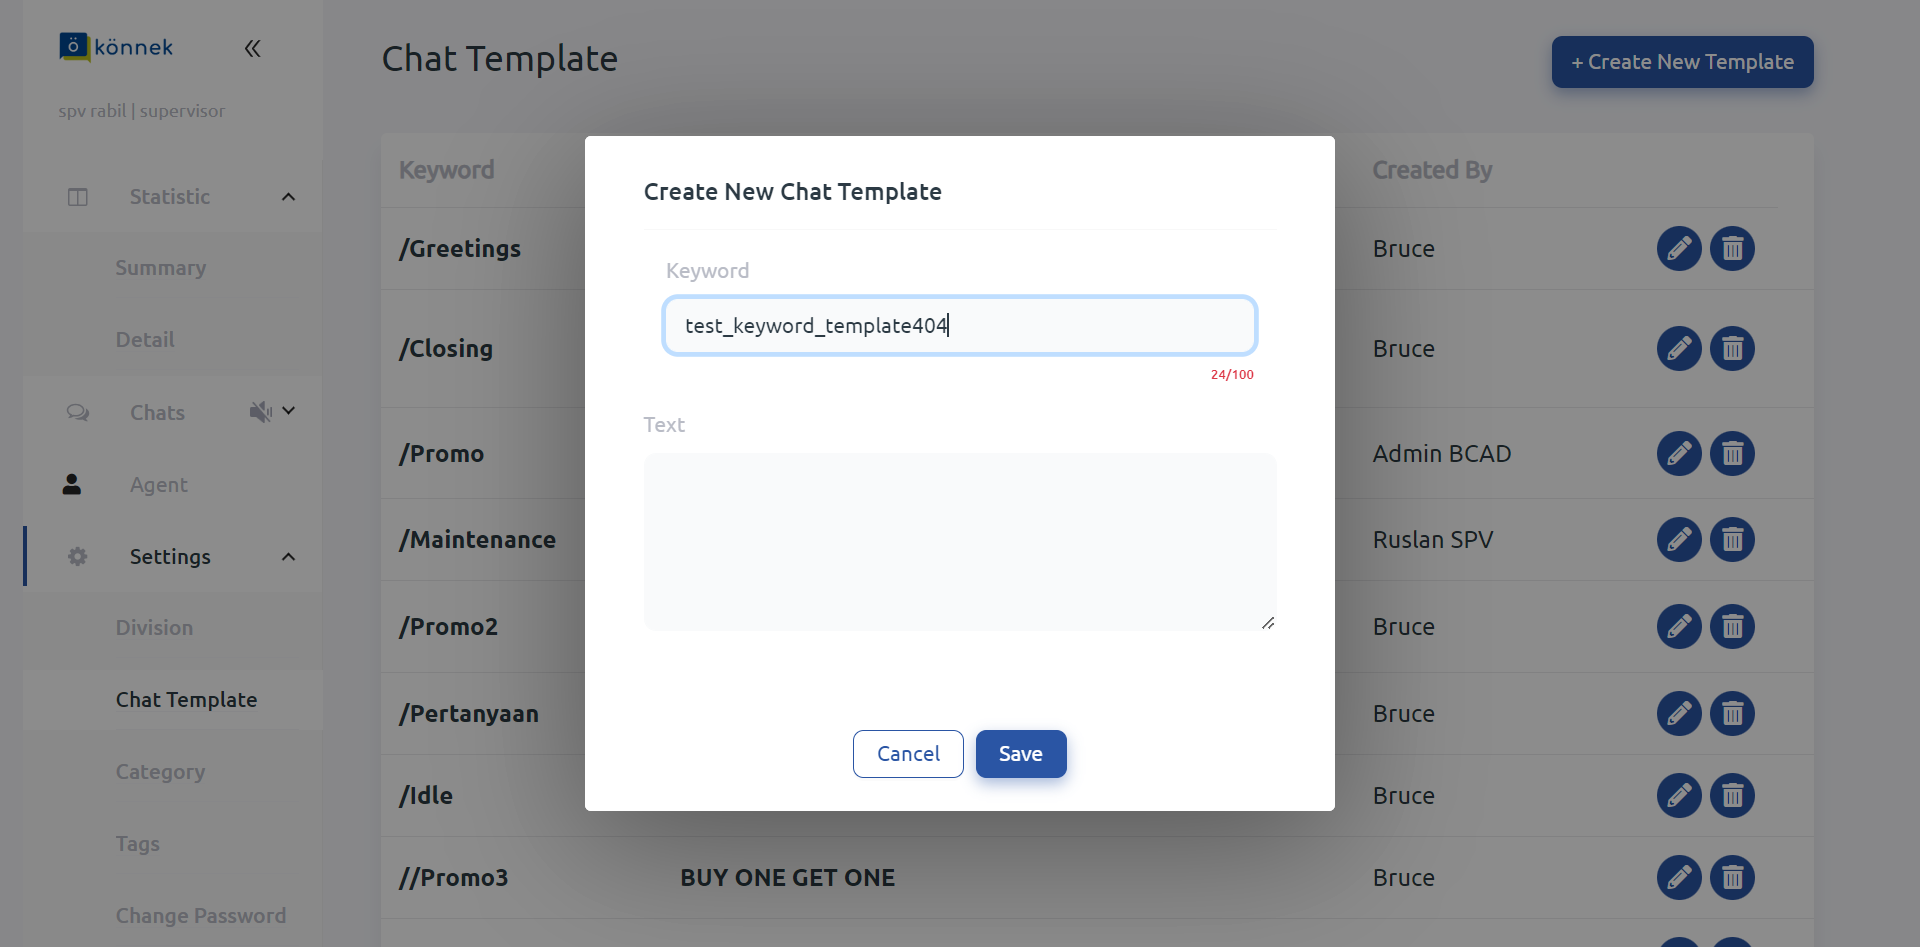 ö könnek
spv rabil | supervisor
Statistic
Summary
Detail
Chats
Agent
Settings
Division
Chat Template
Category
Tags
Change Password
Chat Template
+ Create New Template
Keyword
Created By
/Greetings
Bruce
/Closing
Bruce
/Promo
Admin BCAD
/Maintenance
Ruslan SPV
/Promo2
Bruce
/Pertanyaan
Bruce
/Idle
Bruce
//Promo3
BUY ONE GET ONE
Bruce
Create New Chat Template
Keyword
test_keyword_template404
24/100
Text
Cancel
Save